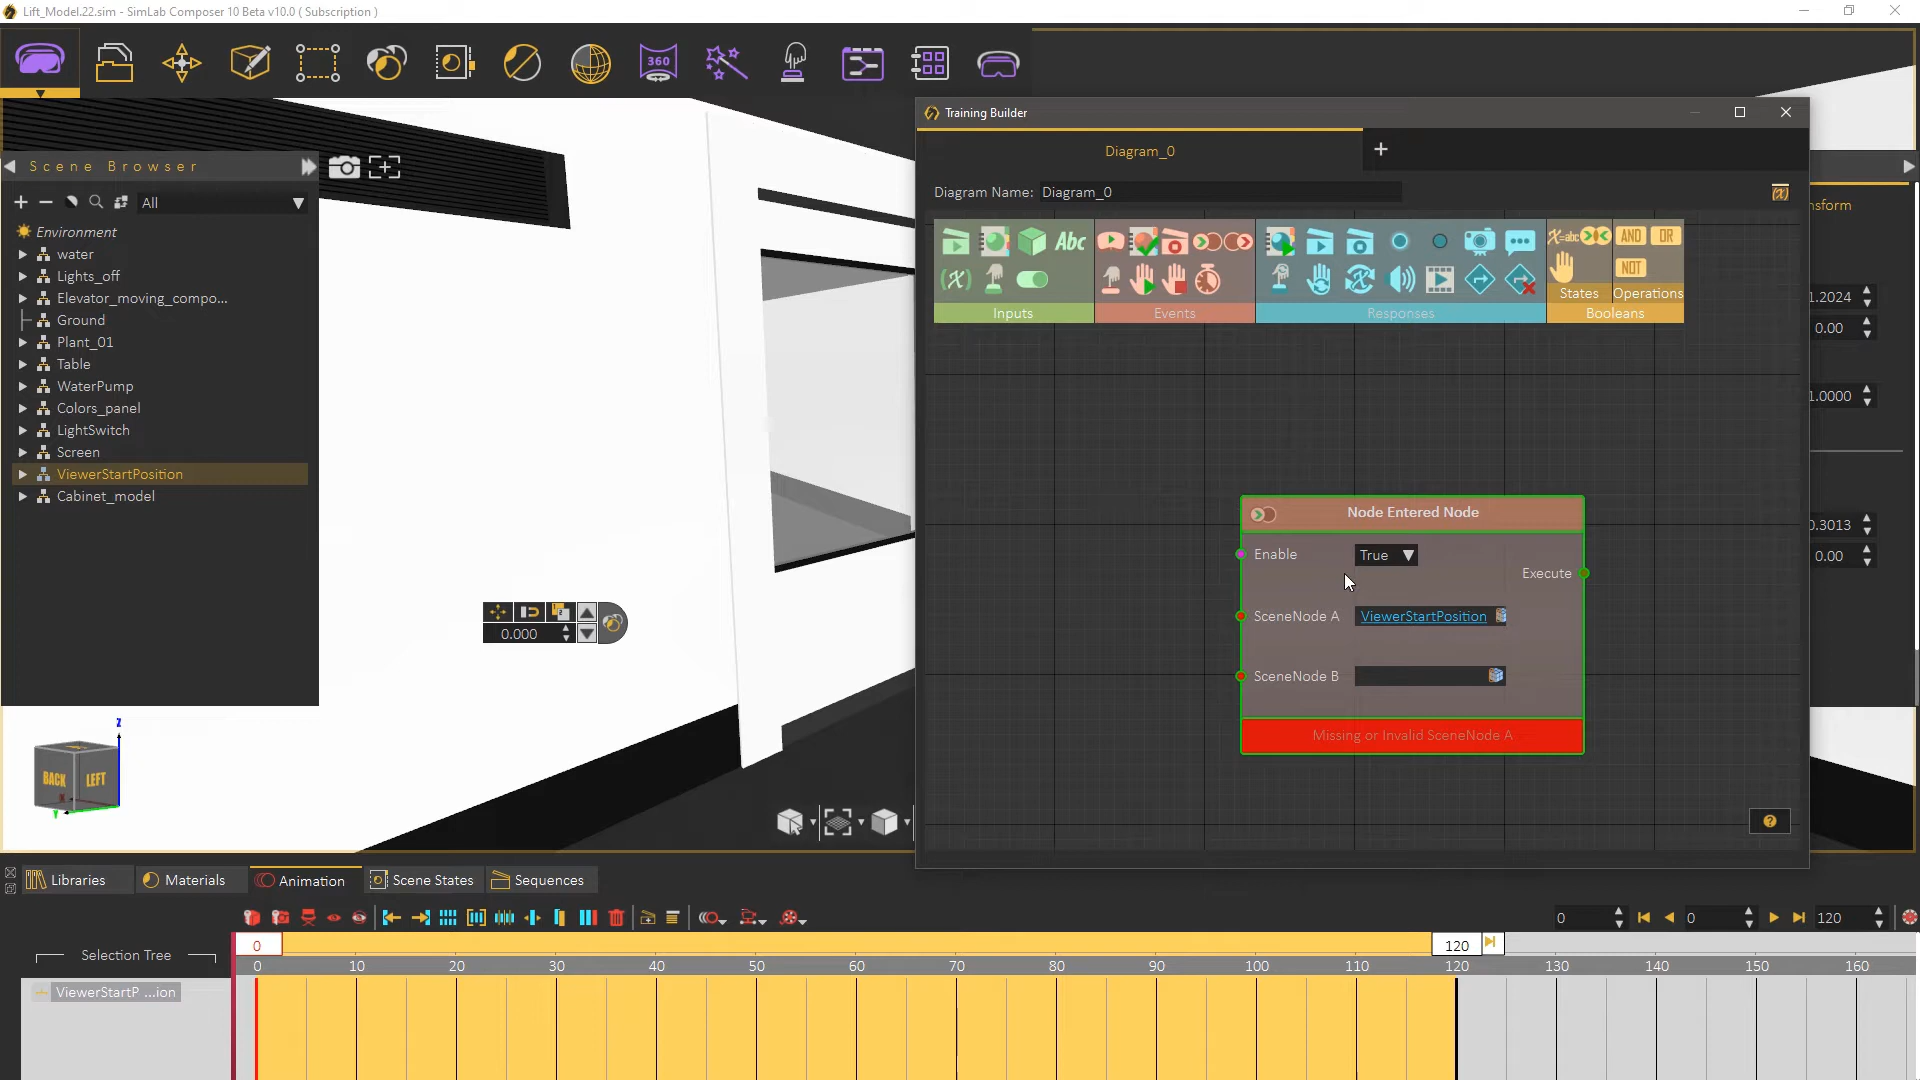 Lift_Model.22.sim - SimLab Composer 10 Beta v10.0 ( Subscription )
360
Training Builder
Diagram_0
+
Diagram Name: Diagram_0
Scene Browser
All
Environment
water
Lights_off
Elevator_moving_compo...
Ground
Plant_01
Table
WaterPump
Colors_panel
LightSwitch
Screen
ViewerStartPosition
Cabinet_model
Abc
(x)
Inputs
Events
Responses
X=abc
States
AND
OR
NOT
Operations
Booleans
nsform
1.2024
0.00
1.0000
0.3013
0.00
Node Entered Node
Enable
True
Execute
SceneNode A
ViewerStartPosition
SceneNode B
Missing or Invalid SceneNode A
0.000
Z
BACK
LEFT
Y
?
Libraries
Materials
Animation
Scene States
Sequences
0
0
120
Selection Tree
0
120
0 10 20 30 40 50 60 70 80 90 100 110 120 130 140 150 160
ViewerStartP ...ion